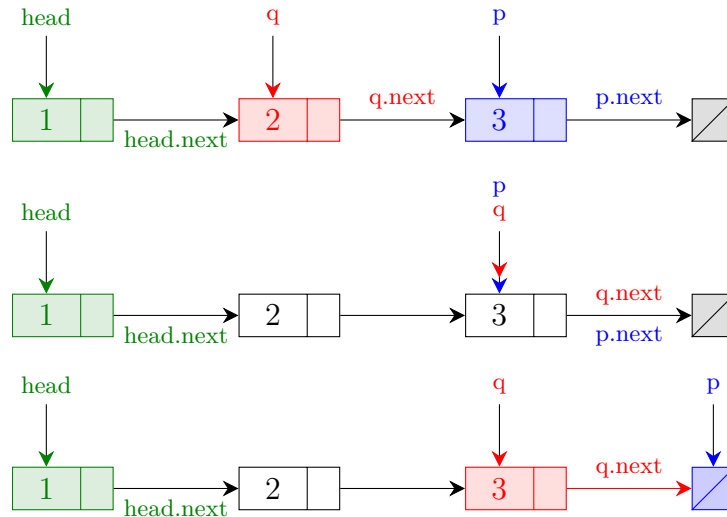 head q p
q.next p.next
1 2 3
head.next
p
head q
q.next
1 2 3
head.next p.next
head q p
q.next
1 2 3
head.next